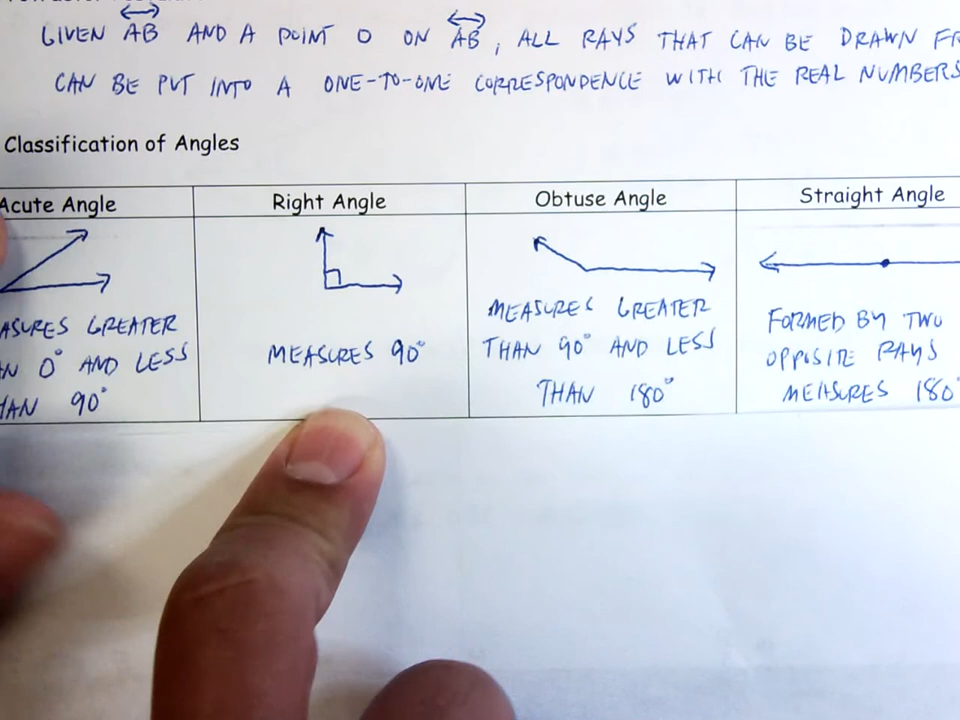 GIVEN AB AND A POINT O ON AB, ALL RAYS THAT CAN BE DRAWN
CAN BE PUT INTO A ONE-TO-ONE CORRESPONDENCE WITH THE REAL NUMBERS
Classification of Angles
Acute Angle Right Angle Obtuse Angle Straight Angle
GREATER
0° AND LESS
90°
MEASURES 90°
MEASURES GREATER
THAN 90° AND LESS
THAN 180°
FORMED BY TWO
OPPOSITE RAYS
MEASURES 180°